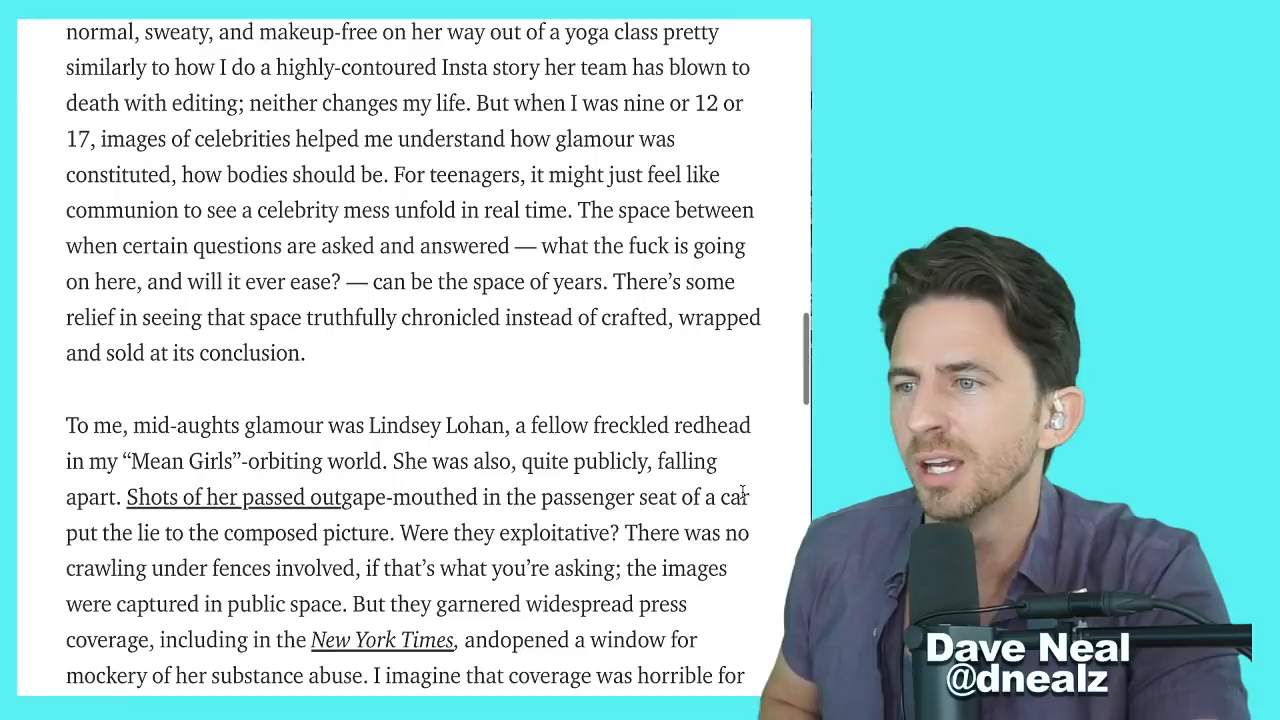 normal, sweaty, and makeup-free on her way out of a yoga class pretty
similarly to how I do a highly-contoured Insta story her team has blown to
death with editing; neither changes my life. But when I was nine or 12 or
17, images of celebrities helped me understand how glamour was
constituted, how bodies should be. For teenagers, it might just feel like
communion to see a celebrity mess unfold in real time. The space between
when certain questions are asked and answered — what the fuck is going
on here, and will it ever ease? — can be the space of years. There’s some
relief in seeing that space truthfully chronicled instead of crafted, wrapped
and sold at its conclusion.
To me, mid-aughts glamour was Lindsey Lohan, a fellow freckled redhead
in my “Mean Girls”-orbiting world. She was also, quite publicly, falling
apart. Shots of her passed outgape-mouthed in the passenger seat of a car
put the lie to the composed picture. Were they exploitative? There was no
crawling under fences involved, if that’s what you’re asking; the images
were captured in public space. But they garnered widespread press
coverage, including in the New York Times, andopened a window for
mockery of her substance abuse. I imagine that coverage was horrible for
Dave Neal
@dnealz